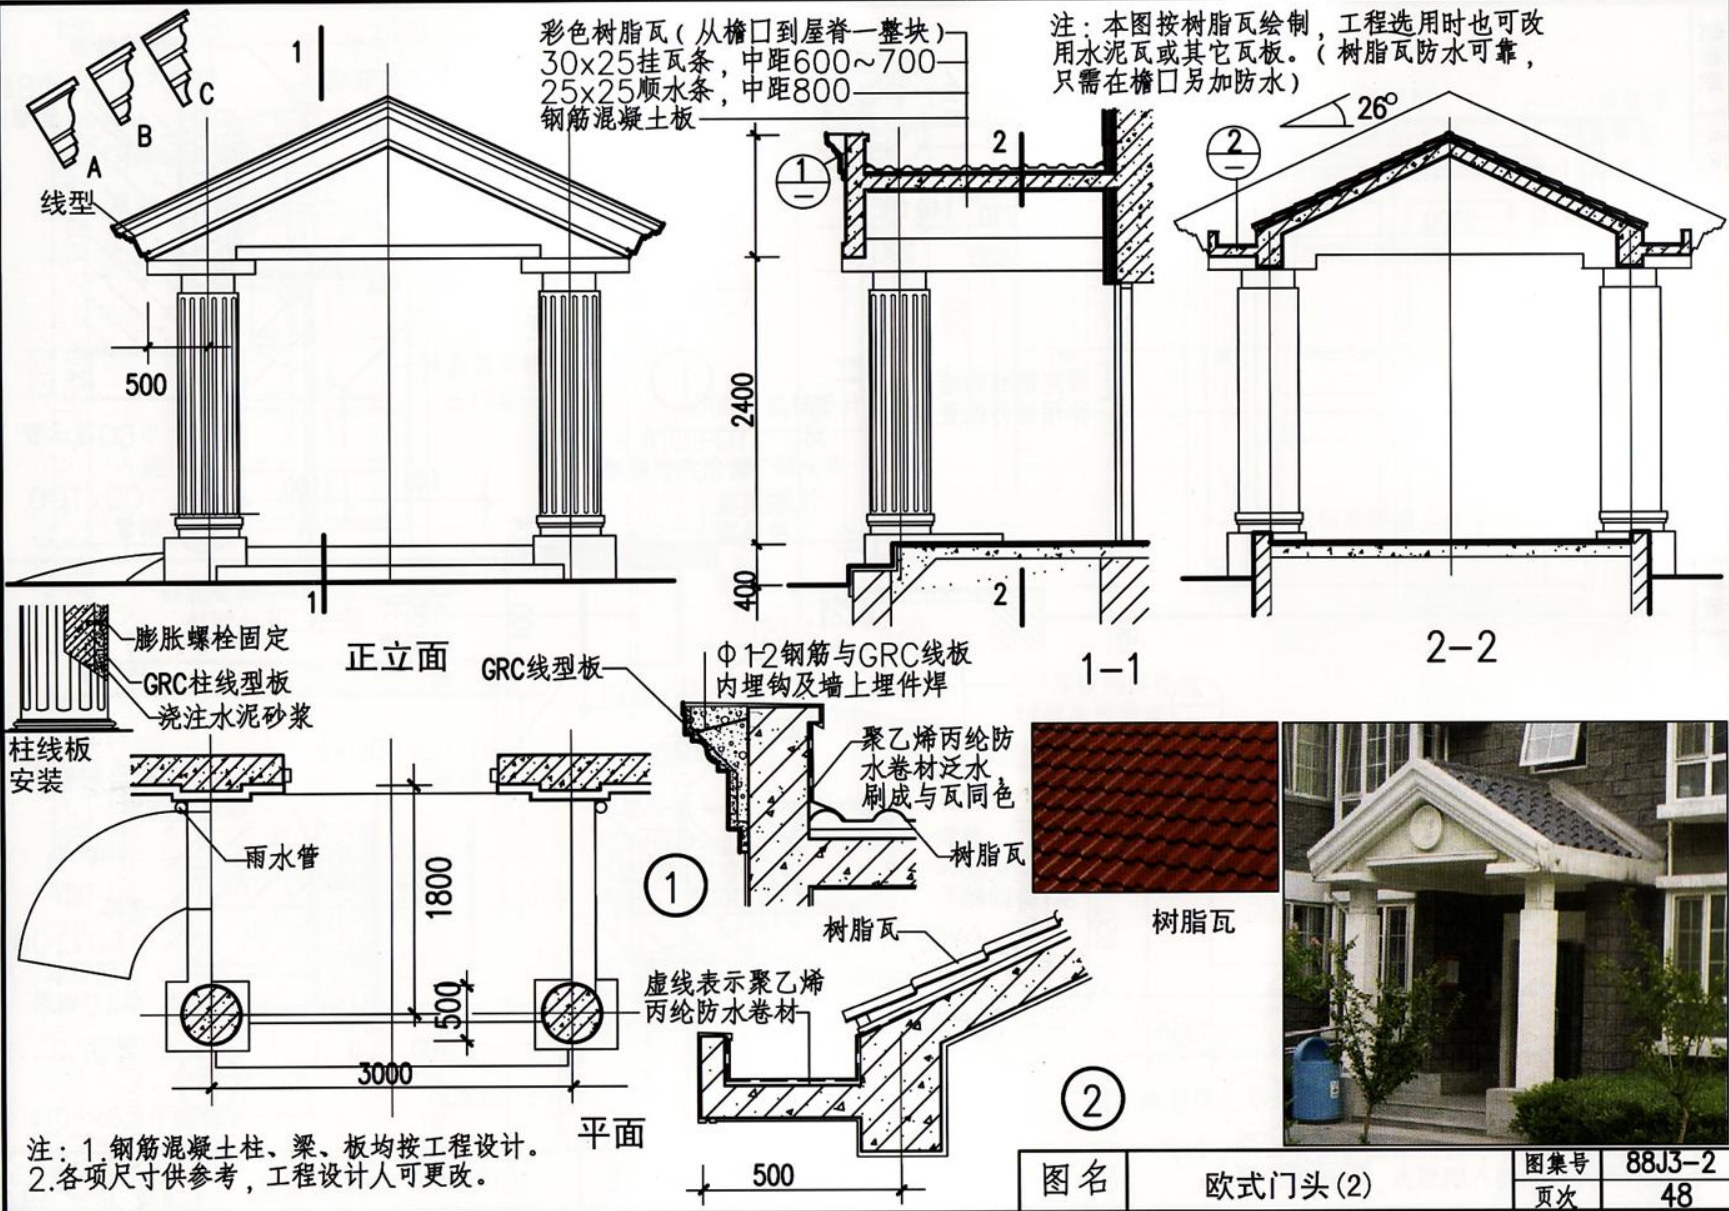 彩色树脂瓦(从檐口到屋脊一整块)
30x25挂瓦条,中距600~700
25x25顺水条,中距800
钢筋混凝土板
注:本图按树脂瓦绘制,工程选用时也可改
用水泥瓦或其它瓦板。(树脂瓦防水可靠,
只需在檐口另加防水)
A
B
C
线型
1
1
500
正立面
1
—
2
2
2400
400
1-1
26°
2
—
2-2
膨胀螺栓固定
GRC柱线型板
浇注水泥砂浆
柱线板
安装
雨水管
1800
500
3000
平面
GRC线型板
Φ12钢筋与GRC线板
内埋钩及墙上埋件焊
聚乙烯丙纶防
水卷材泛水,
刷成与瓦同色
树脂瓦
1
树脂瓦
虚线表示聚乙烯
丙纶防水卷材
500
2
树脂瓦
注:1.钢筋混凝土柱、梁、板均按工程设计。
2.各项尺寸供参考,工程设计人可更改。
图名
欧式门头(2)
图集号
88J3-2
页次
48